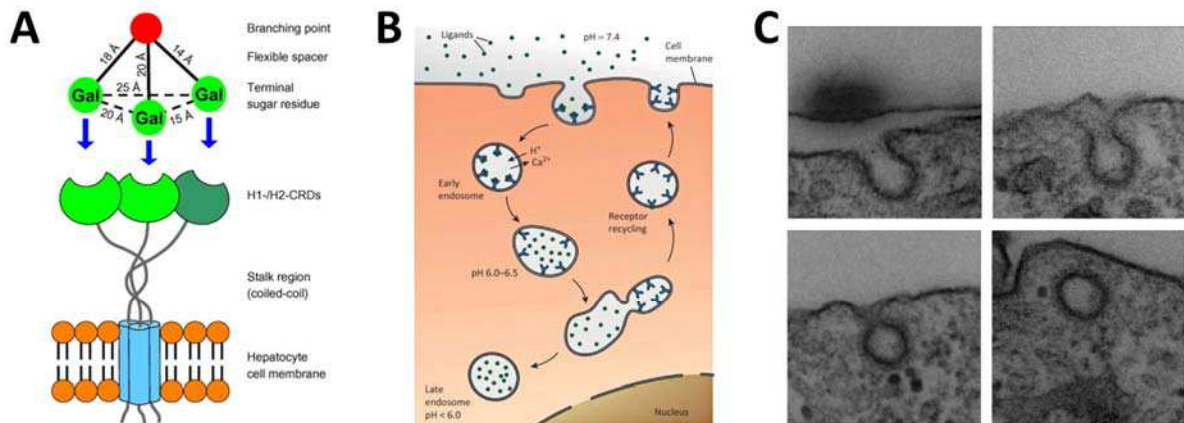 A
Branching point
Flexible spacer
18 Å
20 Å
14 Å
Gal
25 Å
Gal
Terminal
sugar residue
Gal
20 Å
15 Å
H1-/H2-CRDs
Stalk region
(coiled-coil)
Hepatocyte
cell membrane
B
Ligands
pH = 7.4
Cell
membrane
H⁺
Ca²⁺
Early
endosome
Receptor
recycling
pH 6.0–6.5
Late
endosome
pH < 6.0
Nucleus
C